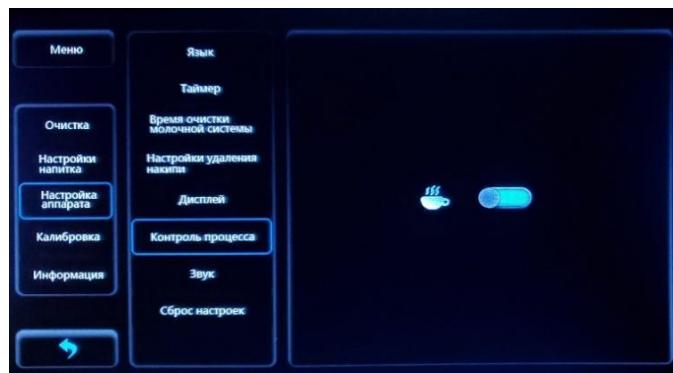 Меню
Очистка
Настройки
напитка
Настройка
аппарата
Калибровка
Информация
Язык
Таймер
Время очистки
молочной системы
Настройки удаления
накипи
Дисплей
Контроль процесса
Звук
Сброс настроек